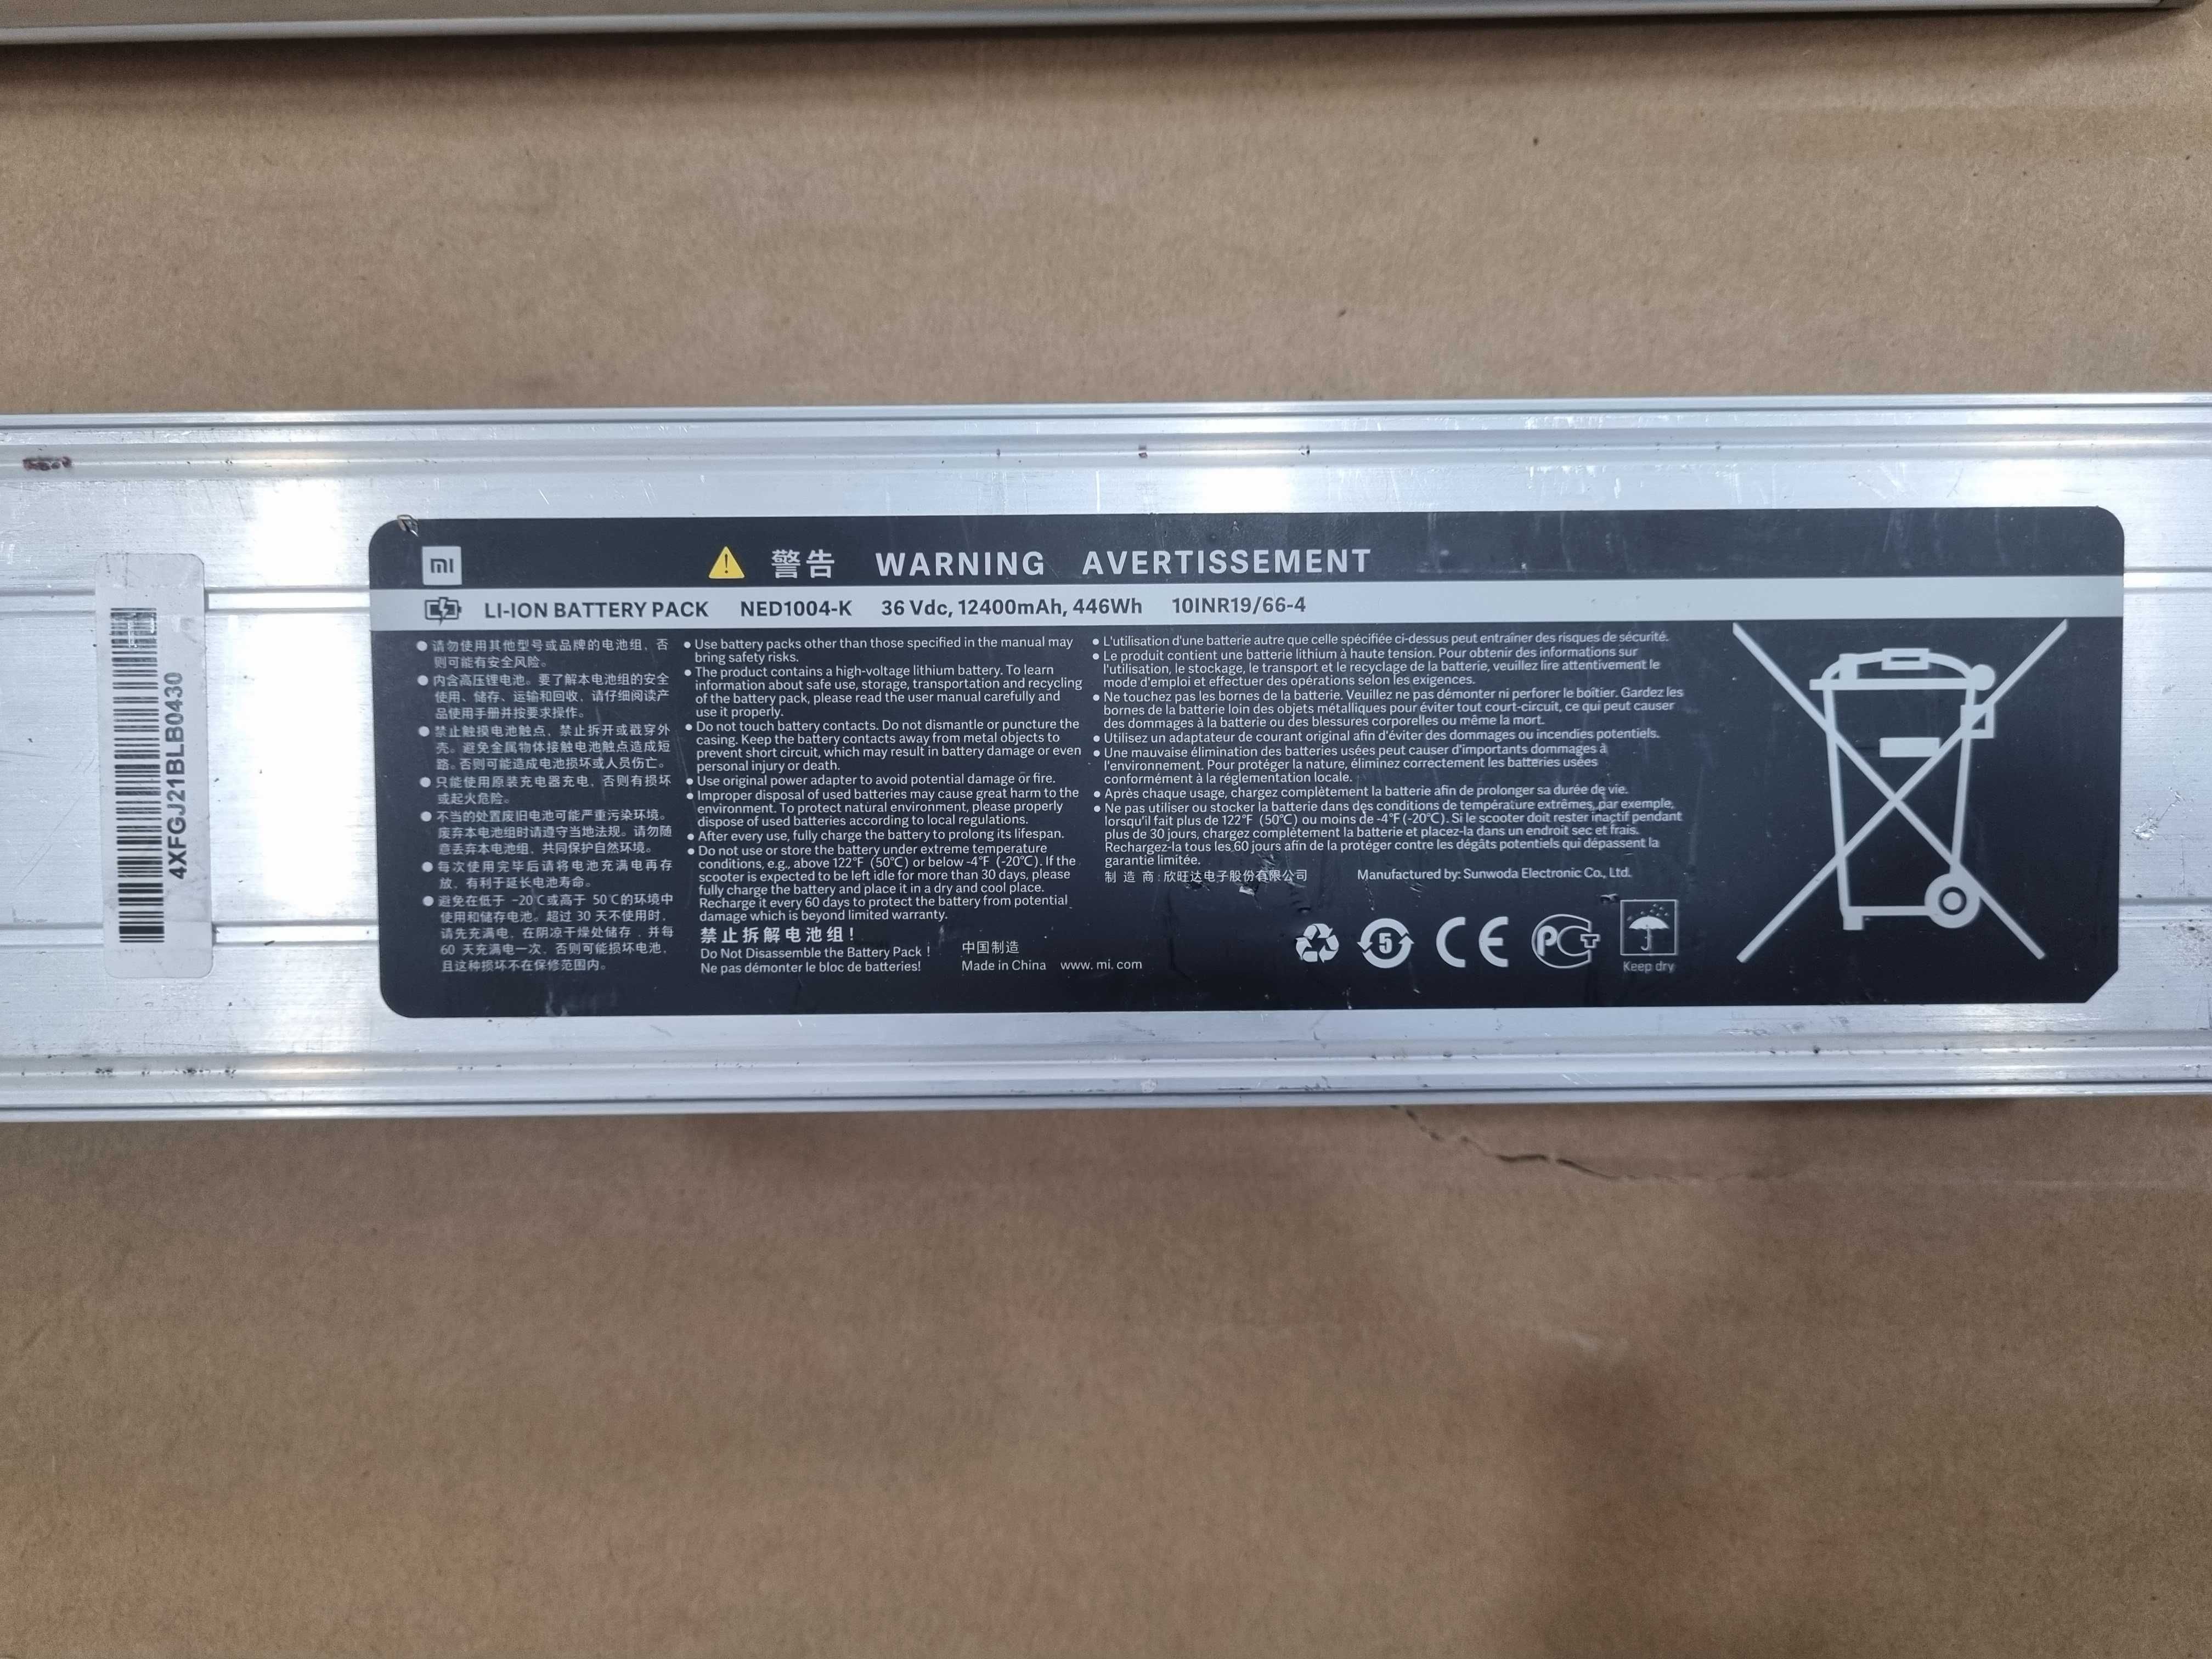 4XFGJ21BLB0430
mi
警告 WARNING AVERTISSEMENT
LI-ION BATTERY PACK NED1004-K 36 Vdc, 12400mAh, 446Wh 10INR19/66-4
● 请勿使用其他型号或品牌的电池组，否
则可能有安全风险。
● 内含高压锂电池。要了解本电池组的安全
使用、储存、运输和回收，请仔细阅读产
品使用手册并按要求操作。
● 禁止触摸电池触点，禁止拆开或戳穿外
壳。避免金属物体接触电池触点造成短
路。否则可能造成电池损坏或人员伤亡。
● 只能使用原装充电器充电，否则有损坏
或起火危险。
● 不当的处置废旧电池可能严重污染环境。
废弃本电池组时请遵守当地法规。请勿随
意丢弃本电池组，共同保护自然环境。
● 每次使用完毕后请将电池充满电再存
放，有利于延长电池寿命。
● 避免在低于 -20℃或高于 50℃的环境中
使用和储存电池。超过 30 天不使用时，
请先充满电，在阴凉干燥处储存，并每
60 天充满电一次，否则可能损坏电池，
且这种损坏不在保修范围内。
● Use battery packs other than those specified in the manual may
bring safety risks.
● The product contains a high-voltage lithium battery. To learn
information about safe use, storage, transportation and recycling
of the battery pack, please read the user manual carefully and
use it properly.
● Do not touch battery contacts. Do not dismantle or puncture the
casing. Keep the battery contacts away from metal objects to
prevent short circuit, which may result in battery damage or even
personal injury or death.
● Use original power adapter to avoid potential damage or fire.
● Improper disposal of used batteries may cause great harm to the
environment. To protect natural environment, please properly
dispose of used batteries according to local regulations.
● After every use, fully charge the battery to prolong its lifespan.
● Do not use or store the battery under extreme temperature
conditions, e.g., above 122℉ (50℃) or below -4℉ (-20℃). If the
scooter is expected to be left idle for more than 30 days, please
fully charge the battery and place it in a dry and cool place.
Recharge it every 60 days to protect the battery from potential
damage which is beyond limited warranty.
禁止拆解电池组！
Do Not Disassemble the Battery Pack !
Ne pas démonter le bloc de batteries!
中国制造
Made in China www. mi. com
● L'utilisation d'une batterie autre que celle spécifiée ci-dessus peut entraîner des risques de sécurité.
● Le produit contient une batterie lithium à haute tension. Pour obtenir des informations sur
l'utilisation, le stockage, le transport et le recyclage de la batterie, veuillez lire attentivement le
mode d'emploi et effectuer des opérations selon les exigences.
● Ne touchez pas les bornes de la batterie. Veuillez ne pas démonter ni perforer le boîtier. Gardez les
bornes de la batterie loin des objets métalliques pour éviter tout court-circuit, ce qui peut causer
des dommages à la batterie ou des blessures corporelles ou même la mort.
● Utilisez un adaptateur de courant original afin d'éviter des dommages ou incendies potentiels.
● Une mauvaise élimination des batteries usées peut causer d'importants dommages à
l'environnement. Pour protéger la nature, éliminez correctement les batteries usées
conformément à la réglementation locale.
● Après chaque usage, chargez complètement la batterie afin de prolonger sa durée de vie.
● Ne pas utiliser ou stocker la batterie dans des conditions de température extrêmes, par exemple,
lorsqu'il fait plus de 122℉ (50℃) ou moins de -4℉ (-20℃). Si le scooter doit rester inactif pendant
plus de 30 jours, chargez complètement la batterie et placez-la dans un endroit sec et frais.
Rechargez-la tous les 60 jours afin de la protéger contre les dégâts potentiels qui dépassent la
garantie limitée.
制 造 商：欣旺达电子股份有限公司 Manufactured by: Sunwoda Electronic Co., Ltd.
5 CE PCT
Keep dry